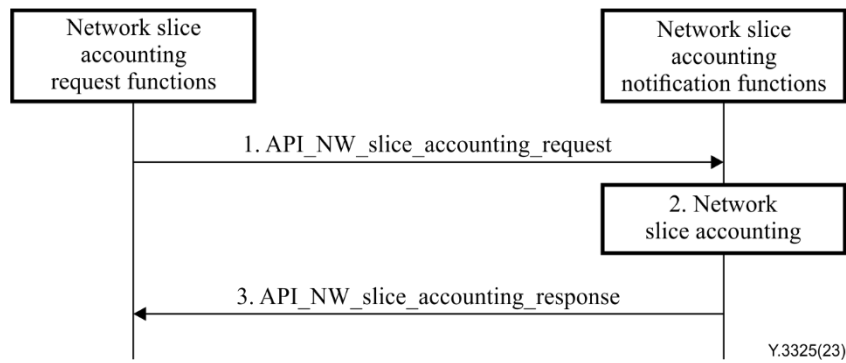 Network slice
accounting
request functions
Network slice
accounting
notification functions
1. API_NW_slice_accounting_request
2. Network
slice accounting
3. API_NW_slice_accounting_response
Y.3325(23)